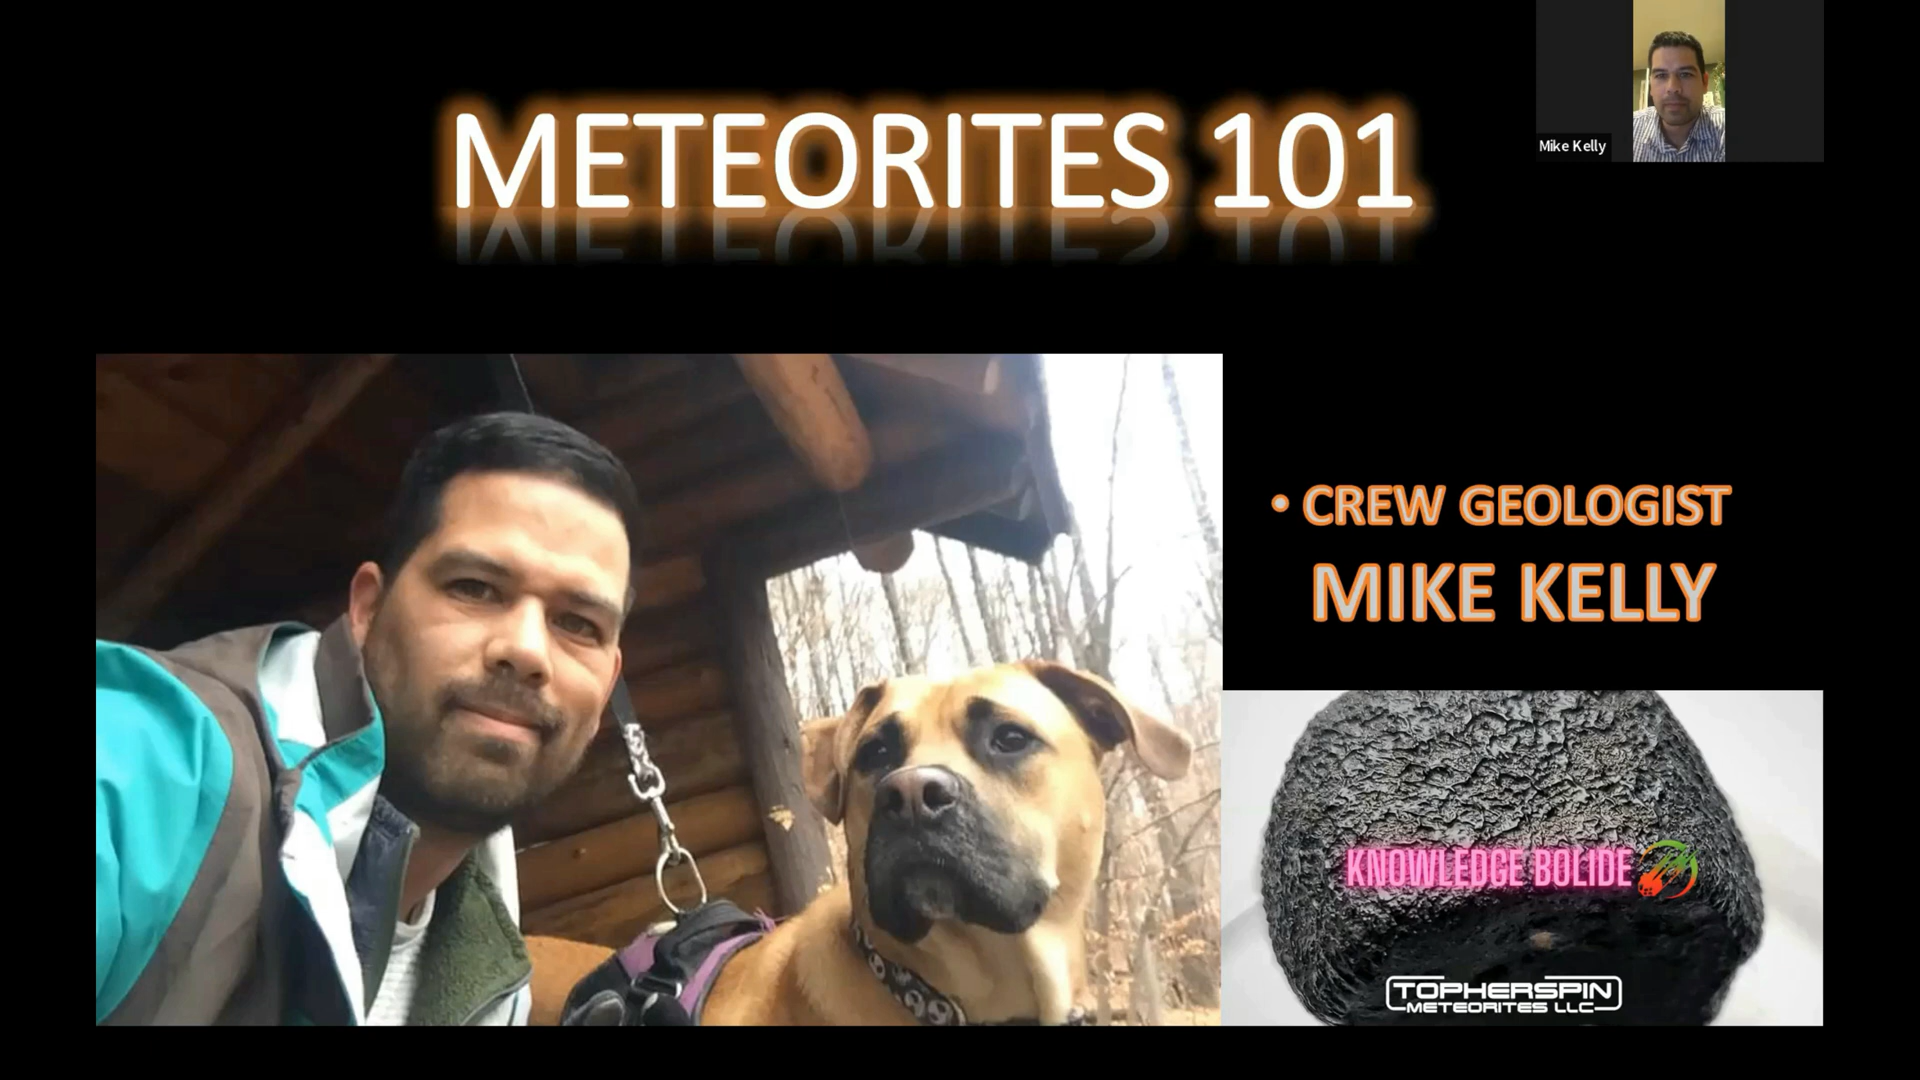 METEORITES 101
Mike Kelly
• CREW GEOLOGIST
MIKE KELLY
KNOWLEDGE BOLIDE
TOPHERSPIN
METEORITES LLC